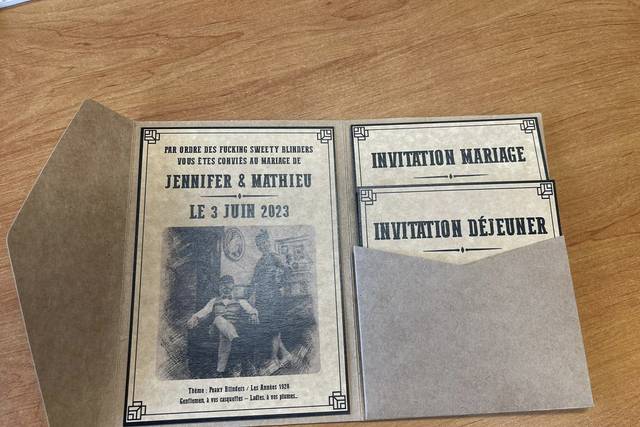 PAR ORDRE DES FUCKING SWEETY BLINDERS
VOUS ÊTES CONVIÉS AU MARIAGE DE
JENNIFER & MATHIEU
LE 3 JUIN 2023
Thème : Peaky Blinders / Les Années 1920
Gentlemen, à vos casquettes – Ladies, à vos plumes...
INVITATION MARIAGE
INVITATION DÉJEUNER